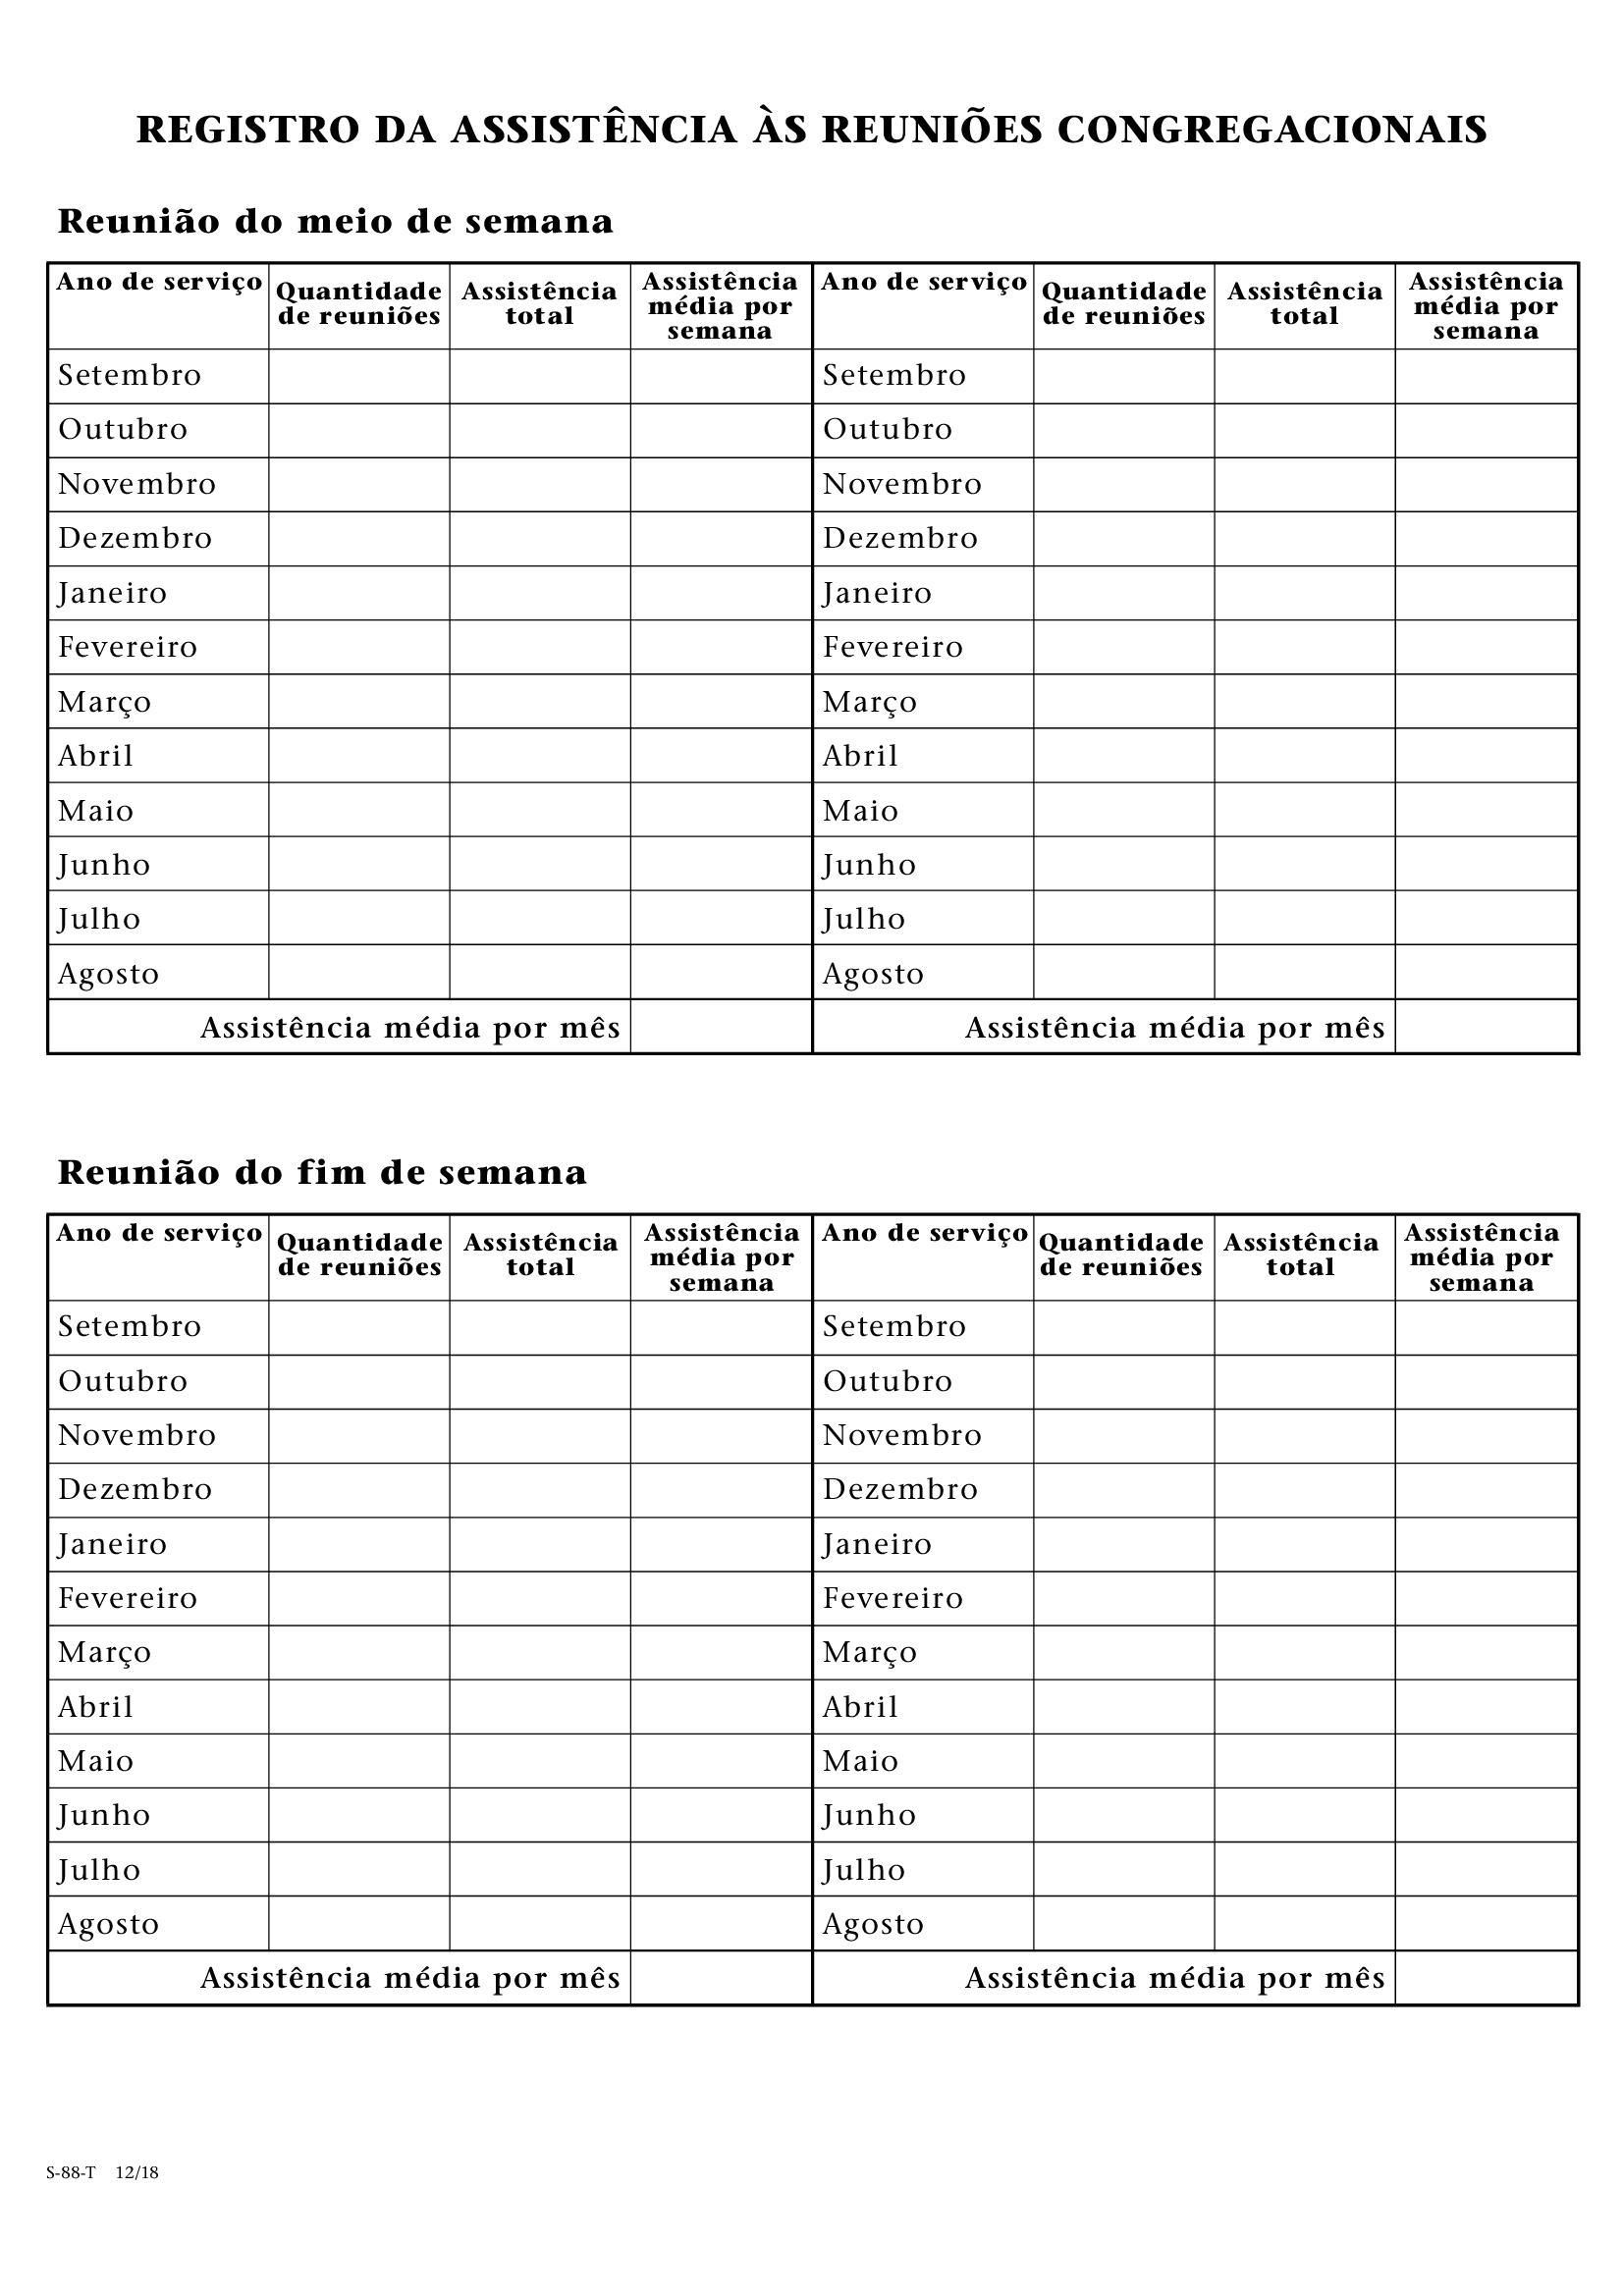 REGISTRO DA ASSISTÊNCIA ÀS REUNIÕES CONGREGACIONAIS
Reunião do meio de semana
Ano de serviço Quantidade de reuniões Assistência total Assistência média por semana Ano de serviço Quantidade de reuniões Assistência total Assistência média por semana
Setembro Setembro
Outubro Outubro
Novembro Novembro
Dezembro Dezembro
Janeiro Janeiro
Fevereiro Fevereiro
Março Março
Abril Abril
Maio Maio
Junho Junho
Julho Julho
Agosto Agosto
Assistência média por mês Assistência média por mês
Reunião do fim de semana
Ano de serviço Quantidade de reuniões Assistência total Assistência média por semana Ano de serviço Quantidade de reuniões Assistência total Assistência média por semana
Setembro Setembro
Outubro Outubro
Novembro Novembro
Dezembro Dezembro
Janeiro Janeiro
Fevereiro Fevereiro
Março Março
Abril Abril
Maio Maio
Junho Junho
Julho Julho
Agosto Agosto
Assistência média por mês Assistência média por mês
S-88-T 12/18